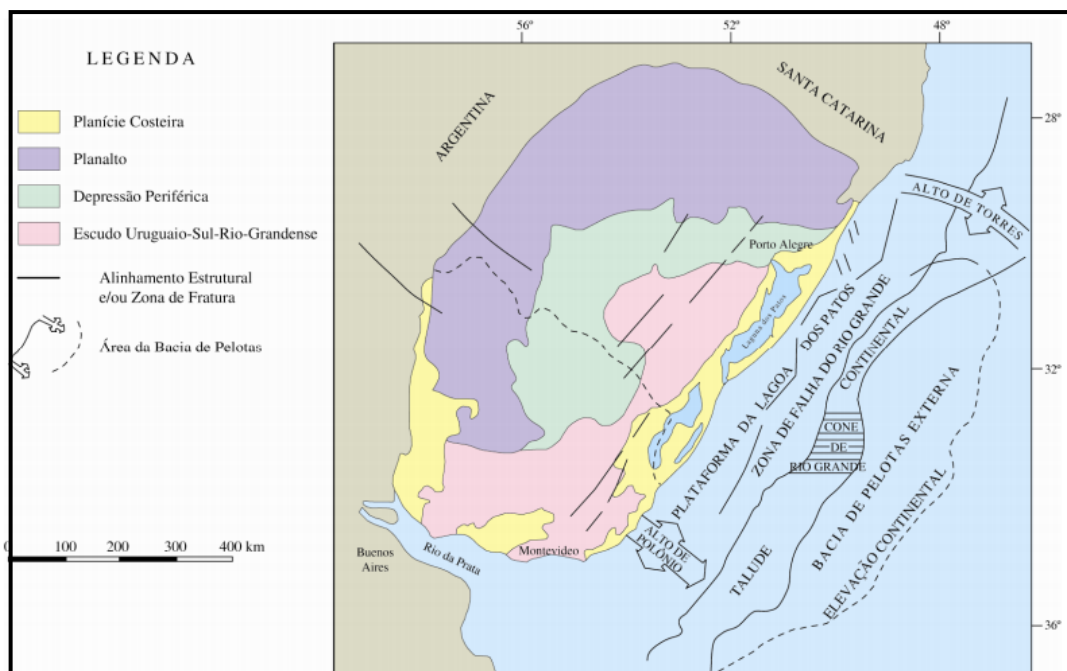 56°
52°
48°
LEGENDA
Planície Costeira
Planalto
Depressão Periférica
Escudo Uruguaio-Sul-Rio-Grandense
Alinhamento Estrutural
e/ou Zona de Fratura
Área da Bacia de Pelotas
0 100 200 300 400 km
ARGENTINA
SANTA CATARINA
28°
ALTO DE TORRES
Porto Alegre
Laguna dos Patos
PLATAFORMA DA LAGOA DOS PATOS
ZONA DE FALHA DO RIO GRANDE
TALUDE CONTINENTAL
32°
CONE
DE
RIO GRANDE
BACIA DE PELOTAS EXTERNA
ELEVAÇÃO CONTINENTAL
ALTO DE
POLÔNIO
Montevideo
Rio da Prata
Buenos
Aires
36°